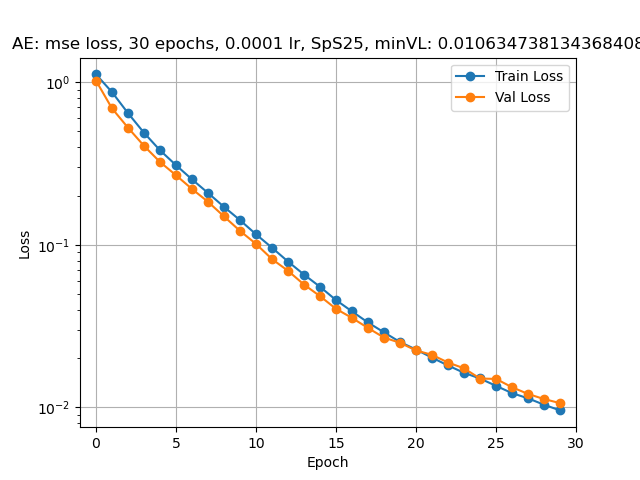 AE: mse loss, 30 epochs, 0.0001 lr, SpS25, minVL: 0.010634738134368408
Train Loss
Val Loss
10⁰
10⁻¹
10⁻²
Loss
0 5 10 15 20 25 30
Epoch